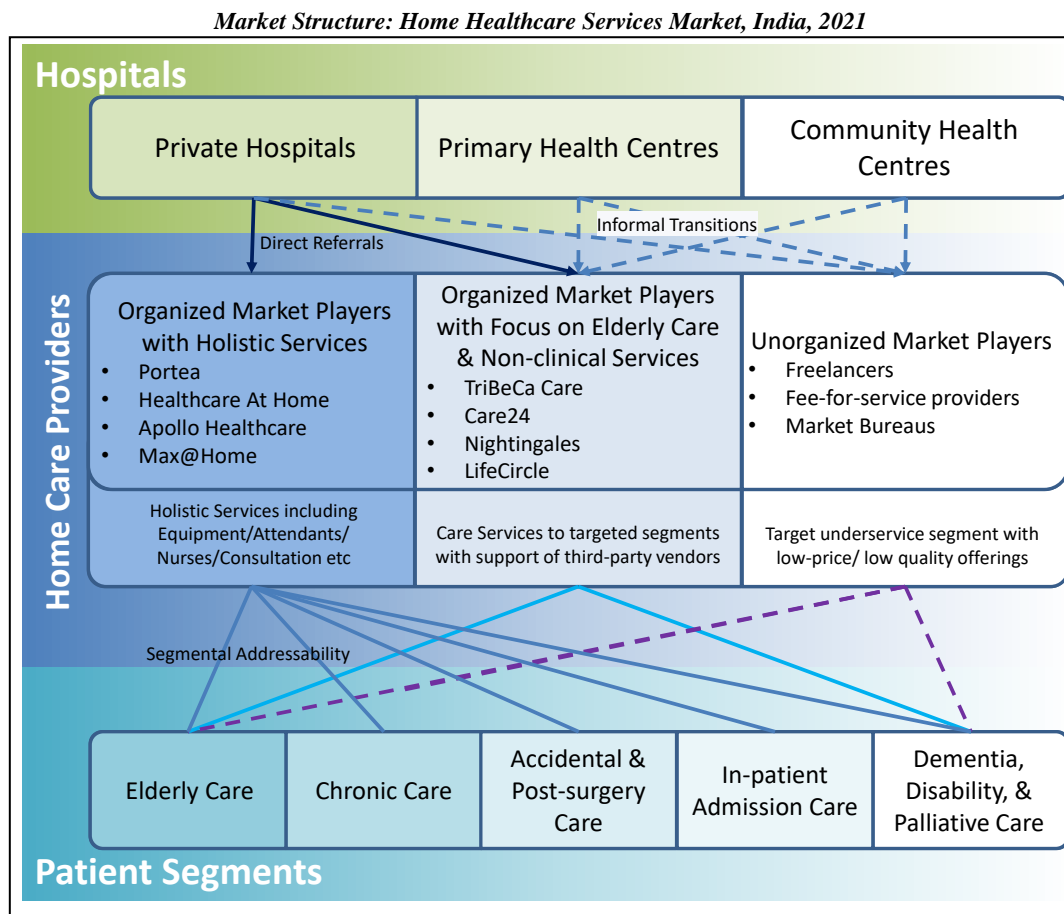 Market Structure: Home Healthcare Services Market, India, 2021
Hospitals
Private Hospitals
Primary Health Centres
Community Health
Centres
Direct Referrals
Informal Transitions
Home Care Providers
Organized Market Players
with Holistic Services
• Portea
• Healthcare At Home
• Apollo Healthcare
• Max@Home
Organized Market Players
with Focus on Elderly Care
& Non-clinical Services
• TriBeCa Care
• Care24
• Nightingales
• LifeCircle
Unorganized Market Players
• Freelancers
• Fee-for-service providers
• Market Bureaus
Holistic Services including
Equipment/Attendants/
Nurses/Consultation etc
Care Services to targeted segments
with support of third-party vendors
Target underservice segment with
low-price/ low quality offerings
Segmental Addressability
Elderly Care
Chronic Care
Accidental &
Post-surgery
Care
In-patient
Admission Care
Dementia,
Disability, &
Palliative Care
Patient Segments